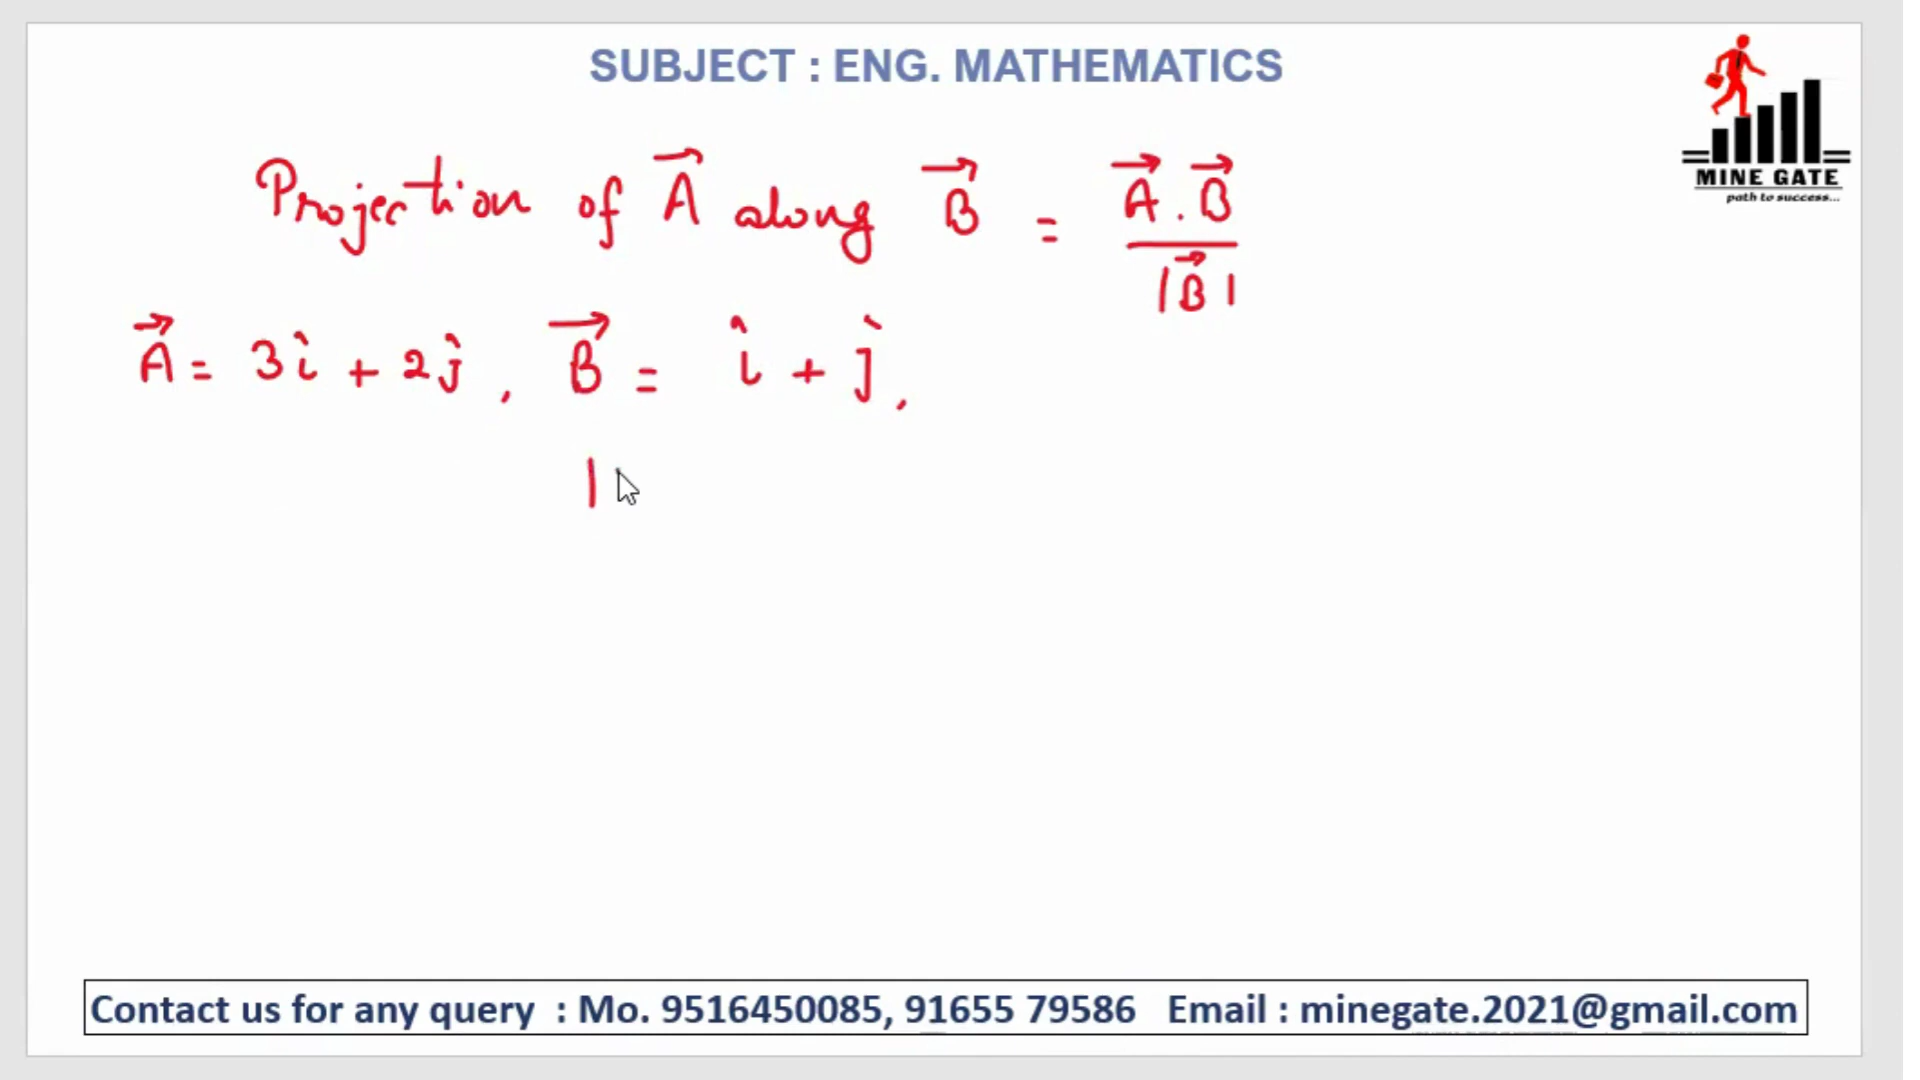 SUBJECT : ENG. MATHEMATICS
MINE GATE
path to success...
Projection of A⃗ along B⃗ = A⃗ . B⃗ / |B⃗|
A⃗ = 3î + 2ĵ , B⃗ = î + ĵ ,
|
Contact us for any query : Mo. 9516450085, 91655 79586 Email : minegate.2021@gmail.com